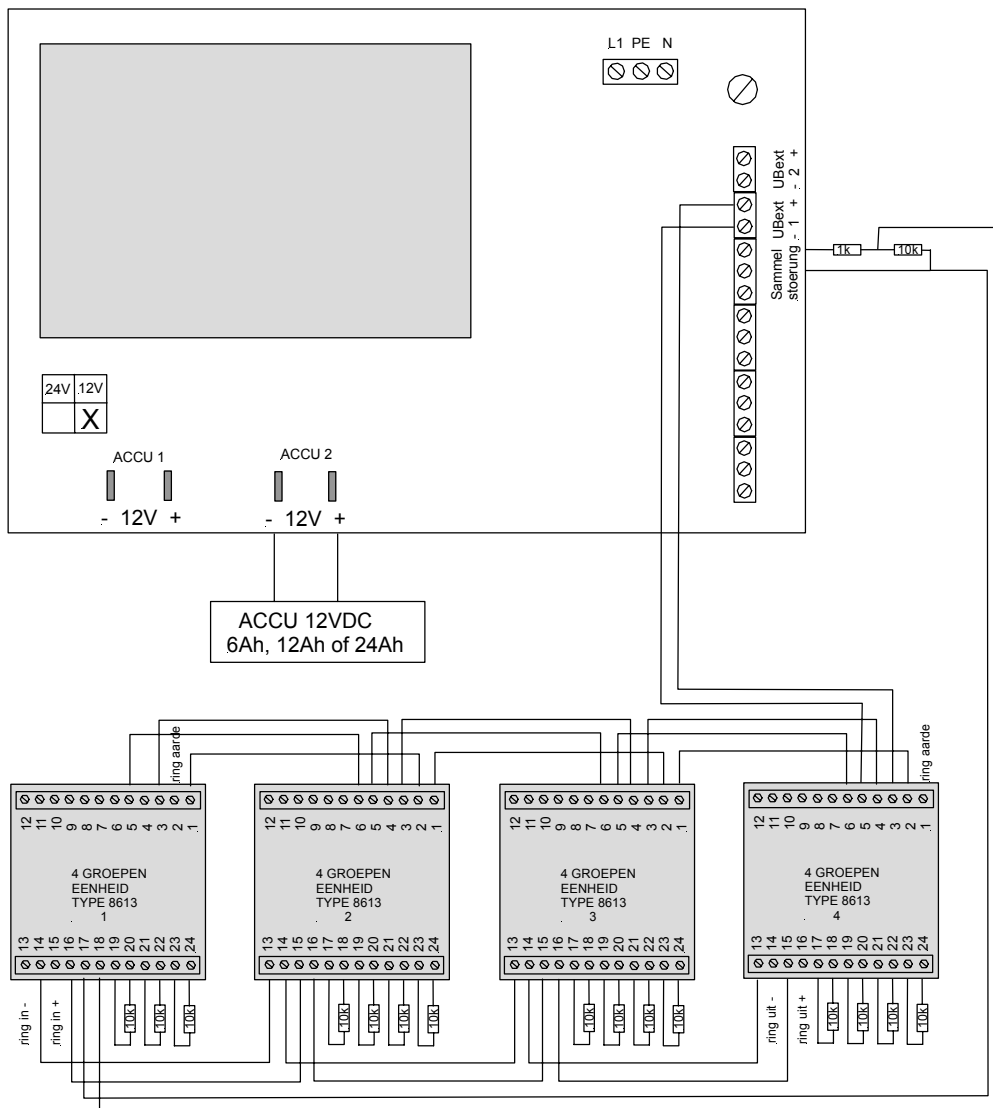 L1 PE N
UBext UBext
- 1 + - 2 +
Sammel
stoerung
1k
10k
24V 12V
X
ACCU 1
ACCU 2
- 12V +
- 12V +
ACCU 12VDC
6Ah, 12Ah of 24Ah
ring aarde
ring aarde
12 11 10 9 8 7 6 5 4 3 2 1
12 11 10 9 8 7 6 5 4 3 2 1
12 11 10 9 8 7 6 5 4 3 2 1
12 11 10 9 8 7 6 5 4 3 2 1
4 GROEPEN
EENHEID
TYPE 8613
1
4 GROEPEN
EENHEID
TYPE 8613
2
4 GROEPEN
EENHEID
TYPE 8613
3
4 GROEPEN
EENHEID
TYPE 8613
4
13 14 15 16 17 18 19 20 21 22 23 24
13 14 15 16 17 18 19 20 21 22 23 24
13 14 15 16 17 18 19 20 21 22 23 24
13 14 15 16 17 18 19 20 21 22 23 24
ring in -
ring in +
10k
10k
10k
10k
10k
10k
10k
10k
10k
10k
10k
ring uit -
ring uit +
10k
10k
10k
10k